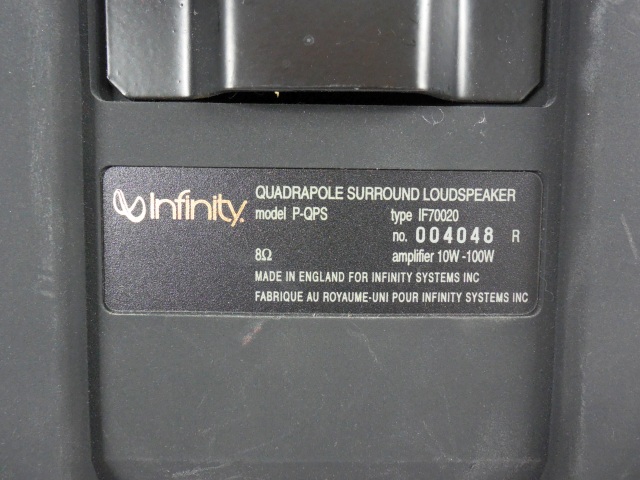 Infinity.
QUADRAPOLE SURROUND LOUDSPEAKER
model P-QPS type IF70020
no. 004048 R
8Ω amplifier 10W -100W
MADE IN ENGLAND FOR INFINITY SYSTEMS INC
FABRIQUE AU ROYAUME-UNI POUR INFINITY SYSTEMS INC